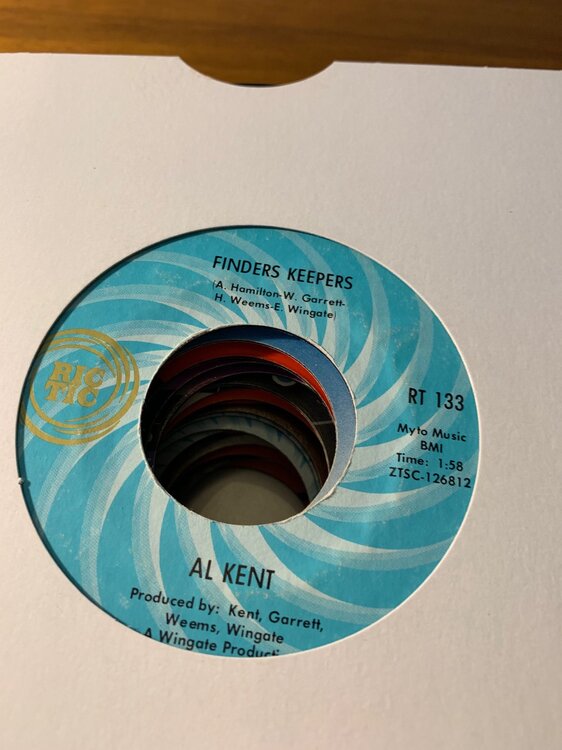 FINDERS KEEPERS
(A. Hamilton-W. Garrett-
H. Weems-E. Wingate)
RIC
TIC
RT 133
Myto Music
BMI
Time: 1:58
ZTSC-126812
AL KENT
Produced by: Kent, Garrett,
Weems, Wingate
A Wingate Producti